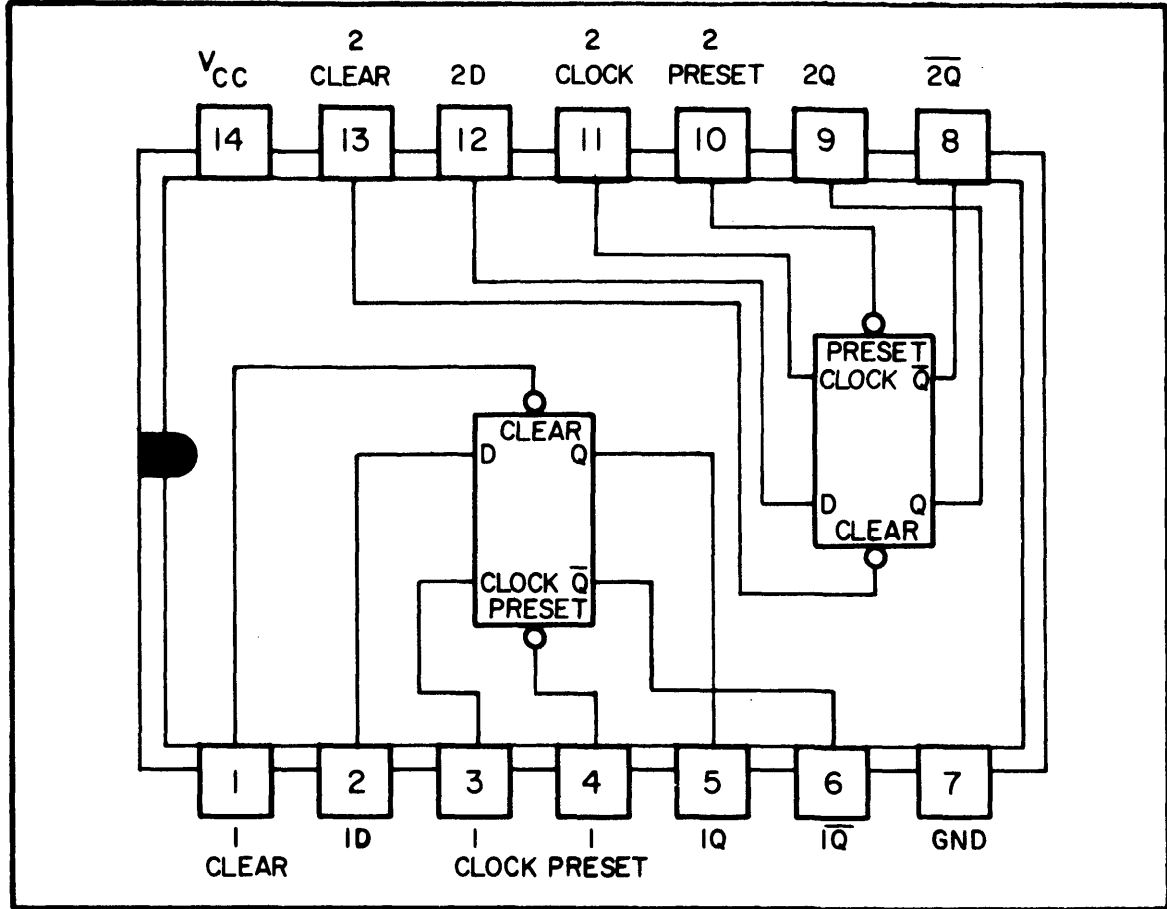 2 2 2
V CC CLEAR 2D CLOCK PRESET 2Q 2Q̅
14 13 12 11 10 9 8
PRESET
CLOCK Q̅
D Q
CLEAR
CLEAR
D Q
CLOCK Q̅
PRESET
1 2 3 4 5 6 7
1 1D 1 1 1Q 1Q̅ GND
CLEAR CLOCK PRESET